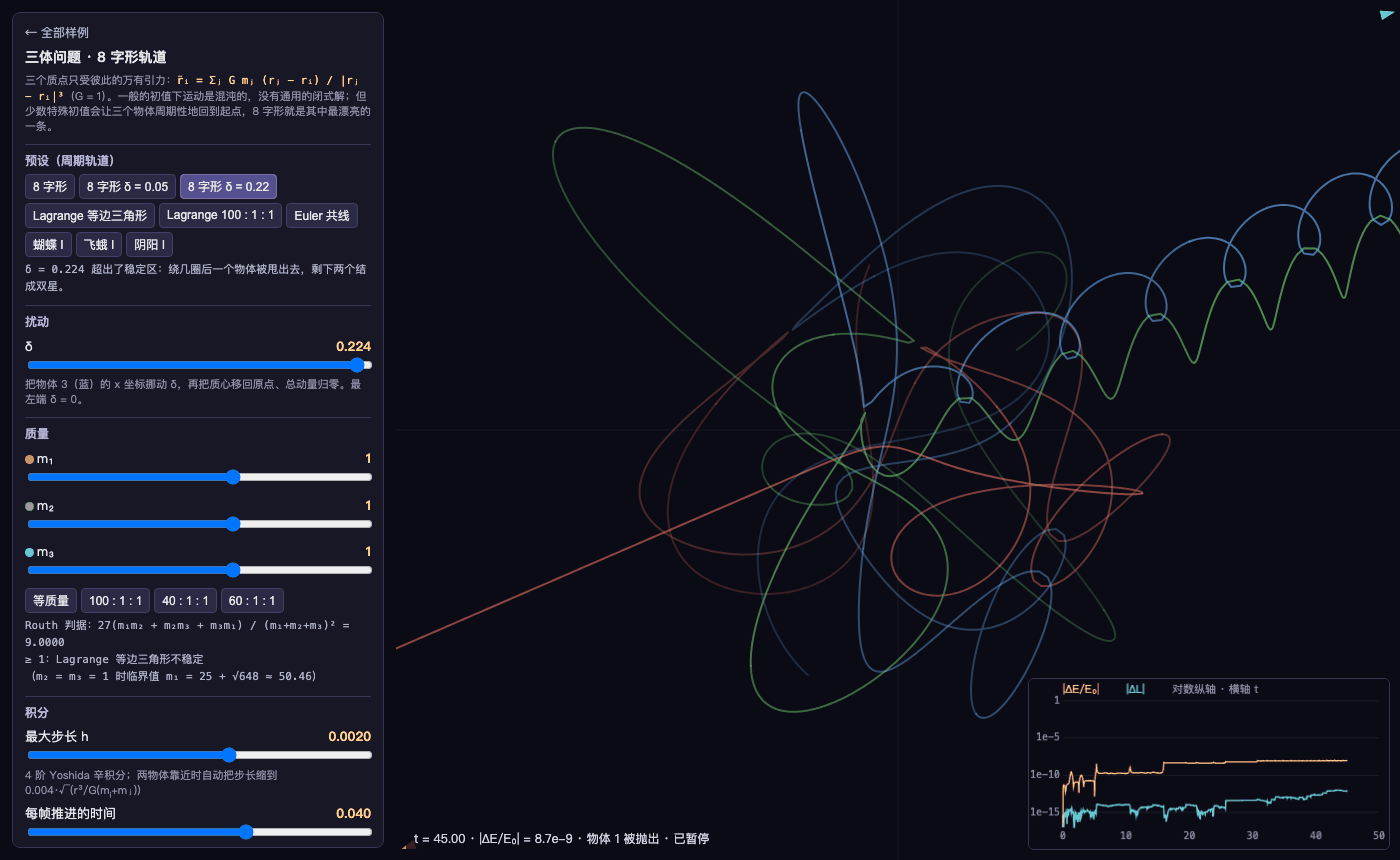 ← 全部样例
三体问题 · 8 字形轨道
三个质点只受彼此的万有引力：r̈ᵢ = Σⱼ G mⱼ (rⱼ − rᵢ) / |rⱼ
− rᵢ|³（G = 1）。一般的初值下运动是混沌的，没有通用的闭式解；但
少数特殊初值会让三个物体周期性地回到起点，8 字形就是其中最漂亮的
一条。
预设（周期轨道）
8 字形 8 字形 δ = 0.05 8 字形 δ = 0.22
Lagrange 等边三角形 Lagrange 100 : 1 : 1 Euler 共线
蝴蝶 I 飞蛾 I 阴阳 I
δ = 0.224 超出了稳定区：绕几圈后一个物体被甩出去，剩下两个结
成双星。
扰动
δ 0.224
把物体 3（蓝）的 x 坐标挪动 δ，再把质心移回原点、总动量归零。最
左端 δ = 0。
质量
m₁ 1
m₂ 1
m₃ 1
等质量 100 : 1 : 1 40 : 1 : 1 60 : 1 : 1
Routh 判据：27(m₁m₂ + m₂m₃ + m₃m₁) / (m₁+m₂+m₃)² =
9.0000
≥ 1：Lagrange 等边三角形不稳定
（m₂ = m₃ = 1 时临界值 m₁ = 25 + √648 ≈ 50.46）
积分
最大步长 h 0.0020
4 阶 Yoshida 辛积分；两物体靠近时自动把步长缩到
0.004·√(r³/G(mᵢ+mⱼ))
每帧推进的时间 0.040
t = 45.00 · |ΔE/E₀| = 8.7e−9 · 物体 1 被抛出 · 已暂停
|ΔE/E₀| |ΔL| 对数纵轴 · 横轴 t
1
1e-5
1e-10
1e-15
0 10 20 30 40 50